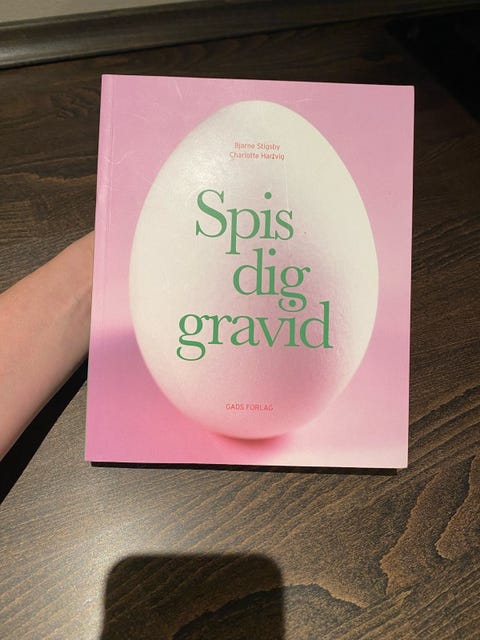 Bjarne Stigsby
Charlotte Hartvig
Spis
dig
gravid
GADS FORLAG